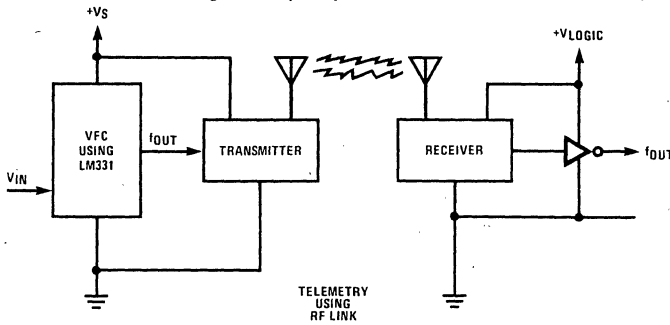 +VS
+VLOGIC
VFC
USING
LM331
fOUT
TRANSMITTER
RECEIVER
fOUT
VIN
TELEMETRY
USING
RF LINK